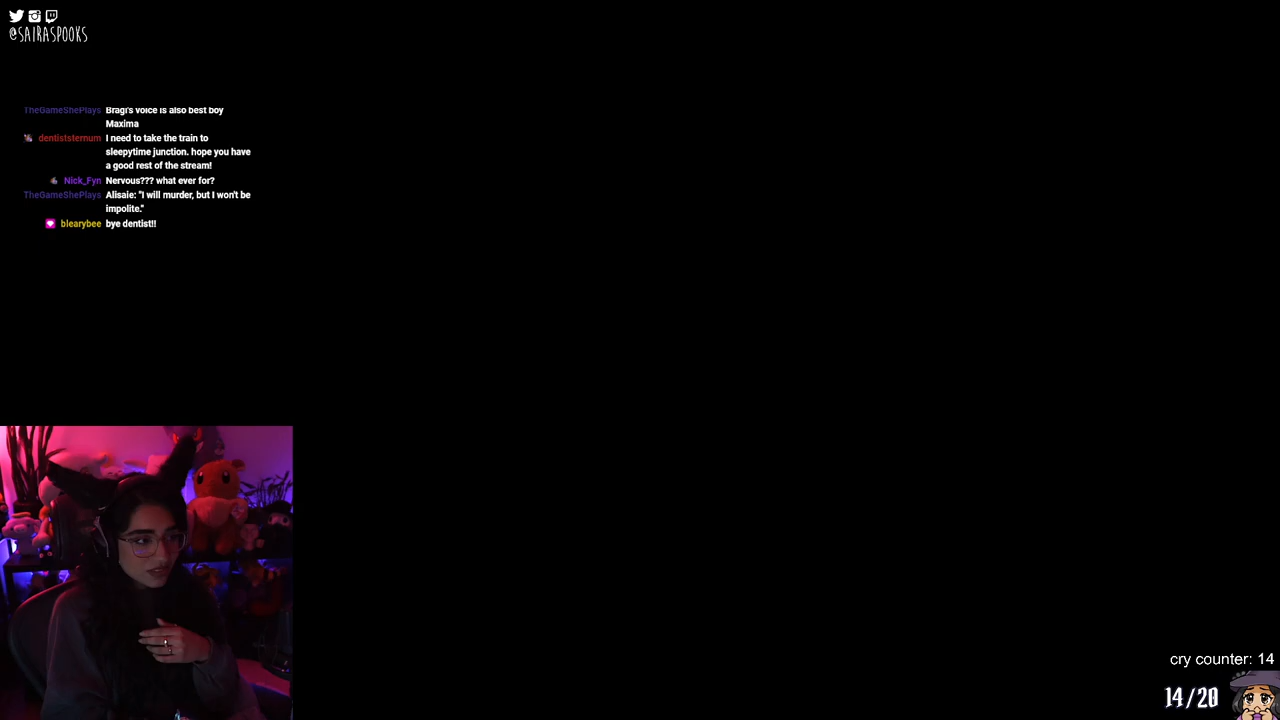 @SAIRASPOOKS
TheGameShePlays Bragi's voice is also best boy
Maxima
dentiststernum I need to take the train to
sleepytime junction. hope you have
a good rest of the stream!
Nick_Fyn Nervous??? what ever for?
TheGameShePlays Alisaie: "I will murder, but I won't be
impolite."
blearybee bye dentist!!
cry counter: 14
14/20